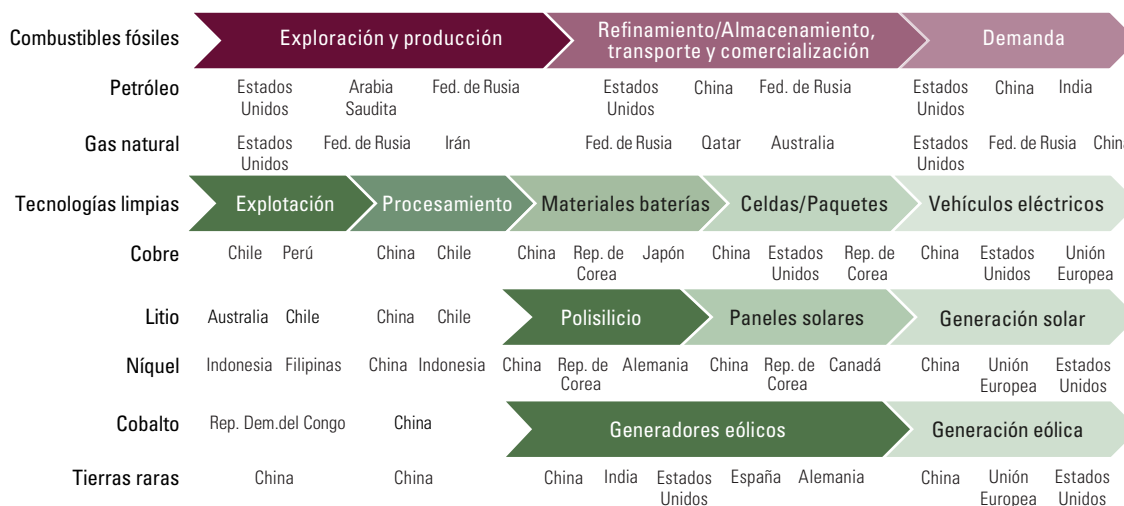 Combustibles fósiles Exploración y producción Refinamiento/Almacenamiento, transporte y comercialización Demanda
Petróleo Estados Unidos Arabia Saudita Fed. de Rusia Estados Unidos China Fed. de Rusia Estados Unidos China India
Gas natural Estados Unidos Fed. de Rusia Irán Fed. de Rusia Qatar Australia Estados Unidos Fed. de Rusia China
Tecnologías limpias Explotación Procesamiento Materiales baterías Celdas/Paquetes Vehículos eléctricos
Cobre Chile Perú China Chile China Rep. de Corea Japón China Estados Unidos Rep. de Corea China Estados Unidos Unión Europea
Litio Australia Chile China Chile Polisilicio Paneles solares Generación solar
Níquel Indonesia Filipinas China Indonesia China Rep. de Corea Alemania China Rep. de Corea Canadá China Unión Europea Estados Unidos
Cobalto Rep. Dem.del Congo China Generadores eólicos Generación eólica
Tierras raras China China China India Estados Unidos España Alemania China Unión Europea Estados Unidos